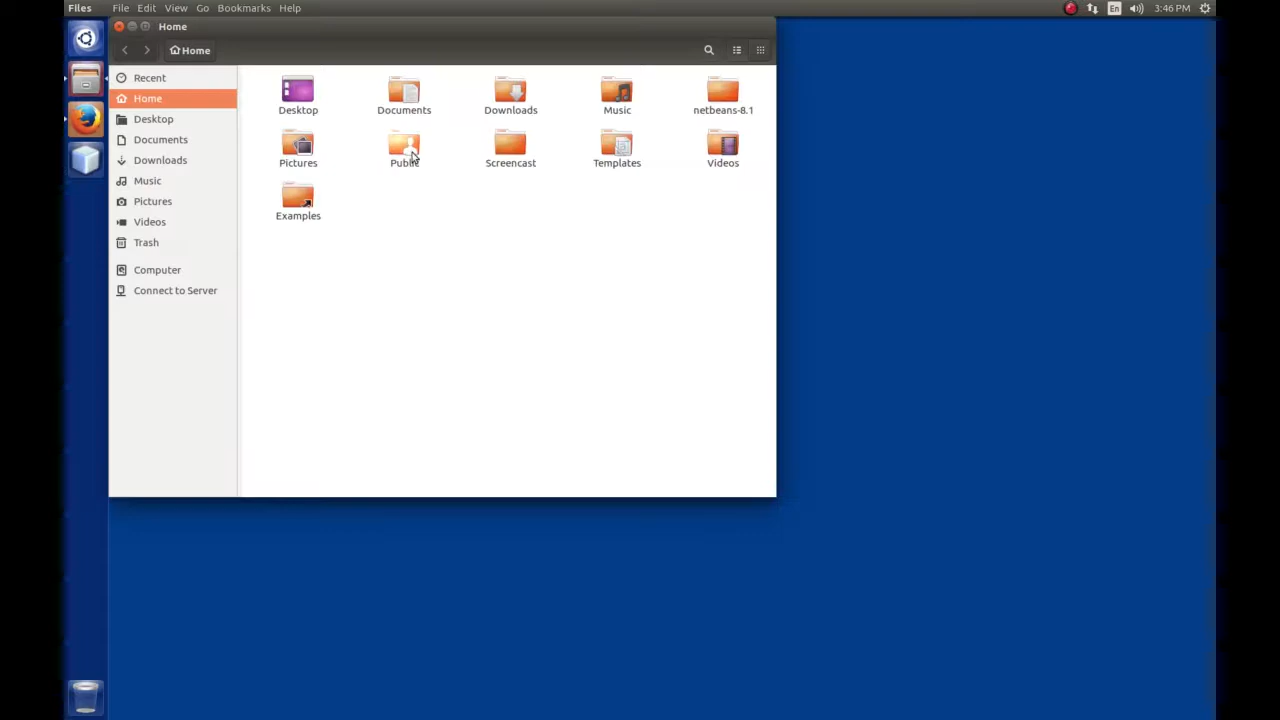 Files File Edit View Go Bookmarks Help En 3:46 PM
Home
Home
Recent
Home
Desktop
Documents
Downloads
Music
Pictures
Videos
Trash
Computer
Connect to Server
Desktop Documents Downloads Music netbeans-8.1
Pictures Public Screencast Templates Videos
Examples